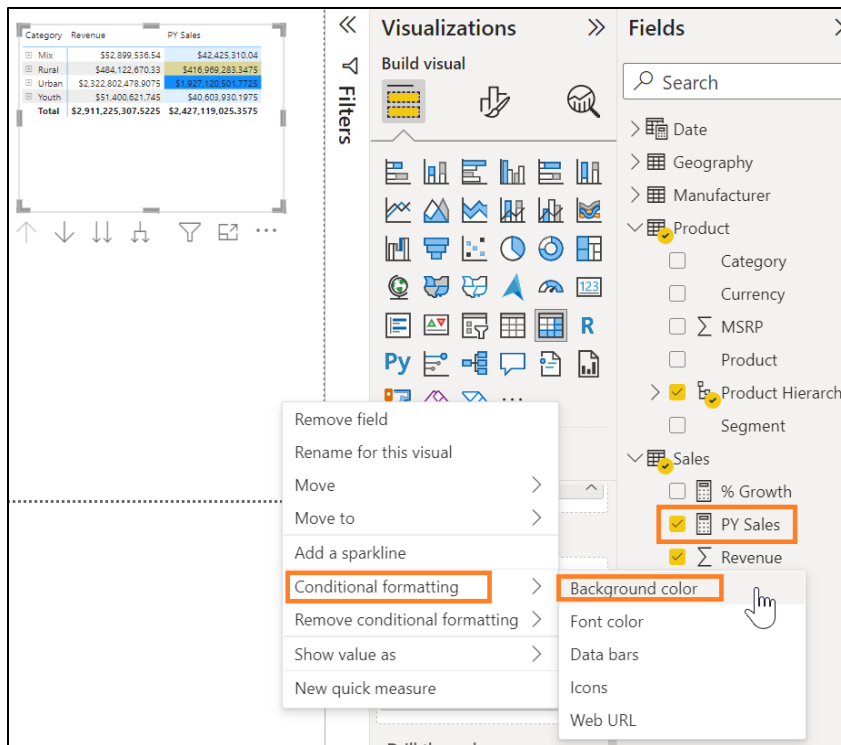 Category Revenue PY Sales
Mix $52,899,536.54 $42,425,310.04
Rural $484,122,670.33 $416,969,283.3475
Urban $2,322,802,478.9075 $1,927,120,501.7725
Youth $51,400,621.745 $40,603,930.1975
Total $2,911,225,307.5225 $2,427,119,025.3575
Filters
Visualizations
Build visual
123
R
Py
Remove field
Rename for this visual
Move
Move to
Add a sparkline
Conditional formatting
Remove conditional formatting
Show value as
New quick measure
Background color
Font color
Data bars
Icons
Web URL
Fields
Search
Date
Geography
Manufacturer
Product
Category
Currency
MSRP
Product
Product Hierarch
Segment
Sales
% Growth
PY Sales
Revenue